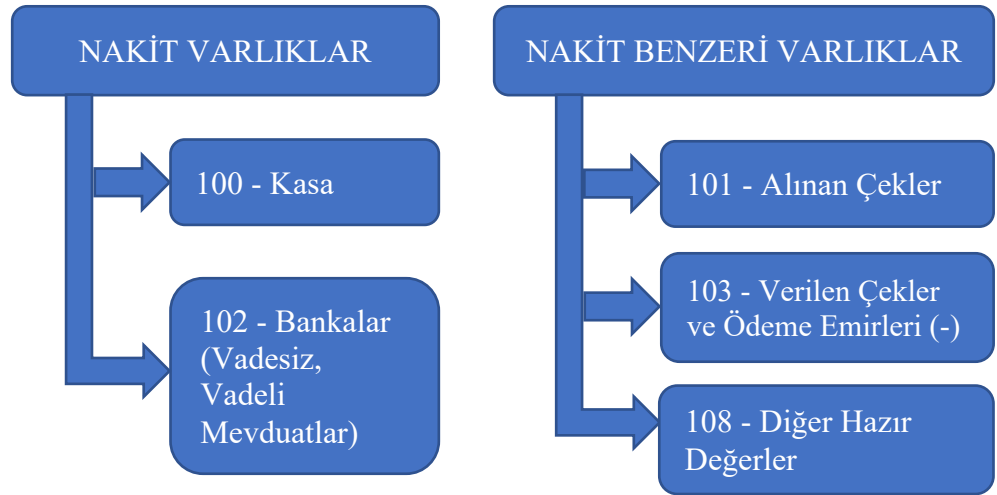 NAKİT VARLIKLAR
100 - Kasa
102 - Bankalar
(Vadesiz,
Vadeli
Mevduatlar)
NAKİT BENZERİ VARLIKLAR
101 - Alınan Çekler
103 - Verilen Çekler
ve Ödeme Emirleri (-)
108 - Diğer Hazır
Değerler